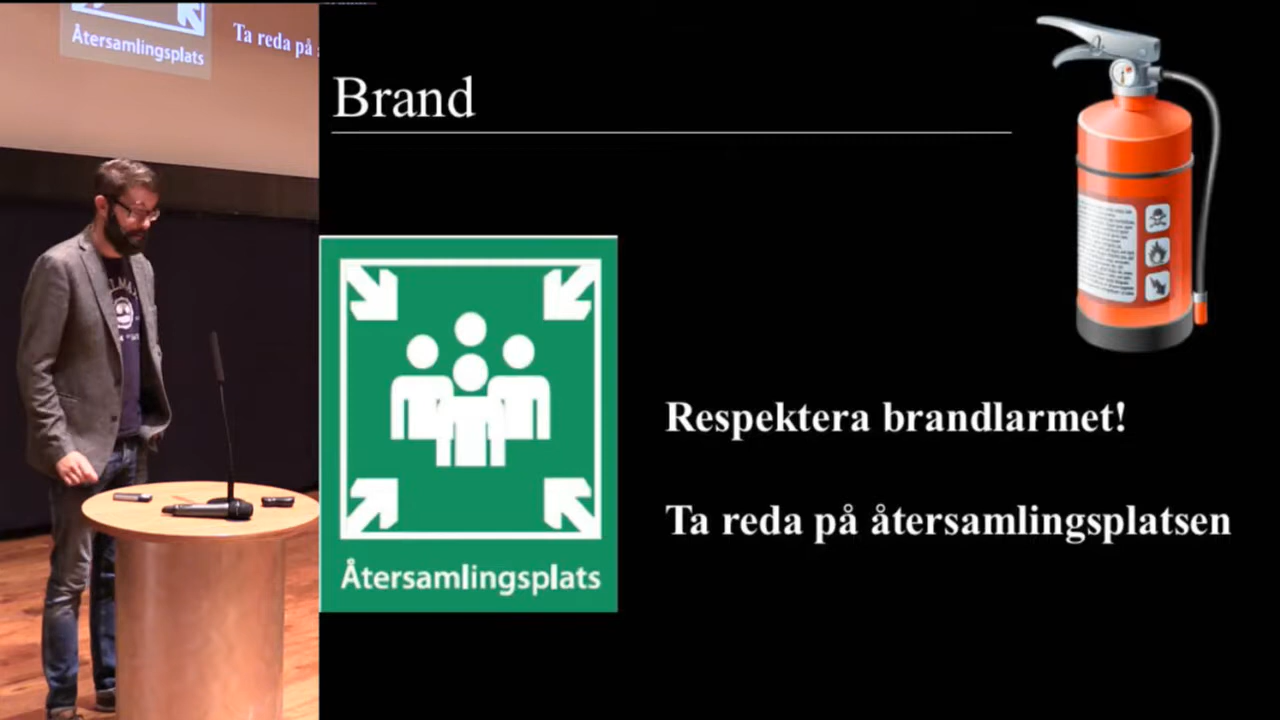 Återsamlingsplats
Ta reda på
Brand
Återsamlingsplats
Respektera brandlarmet!
Ta reda på återsamlingsplatsen